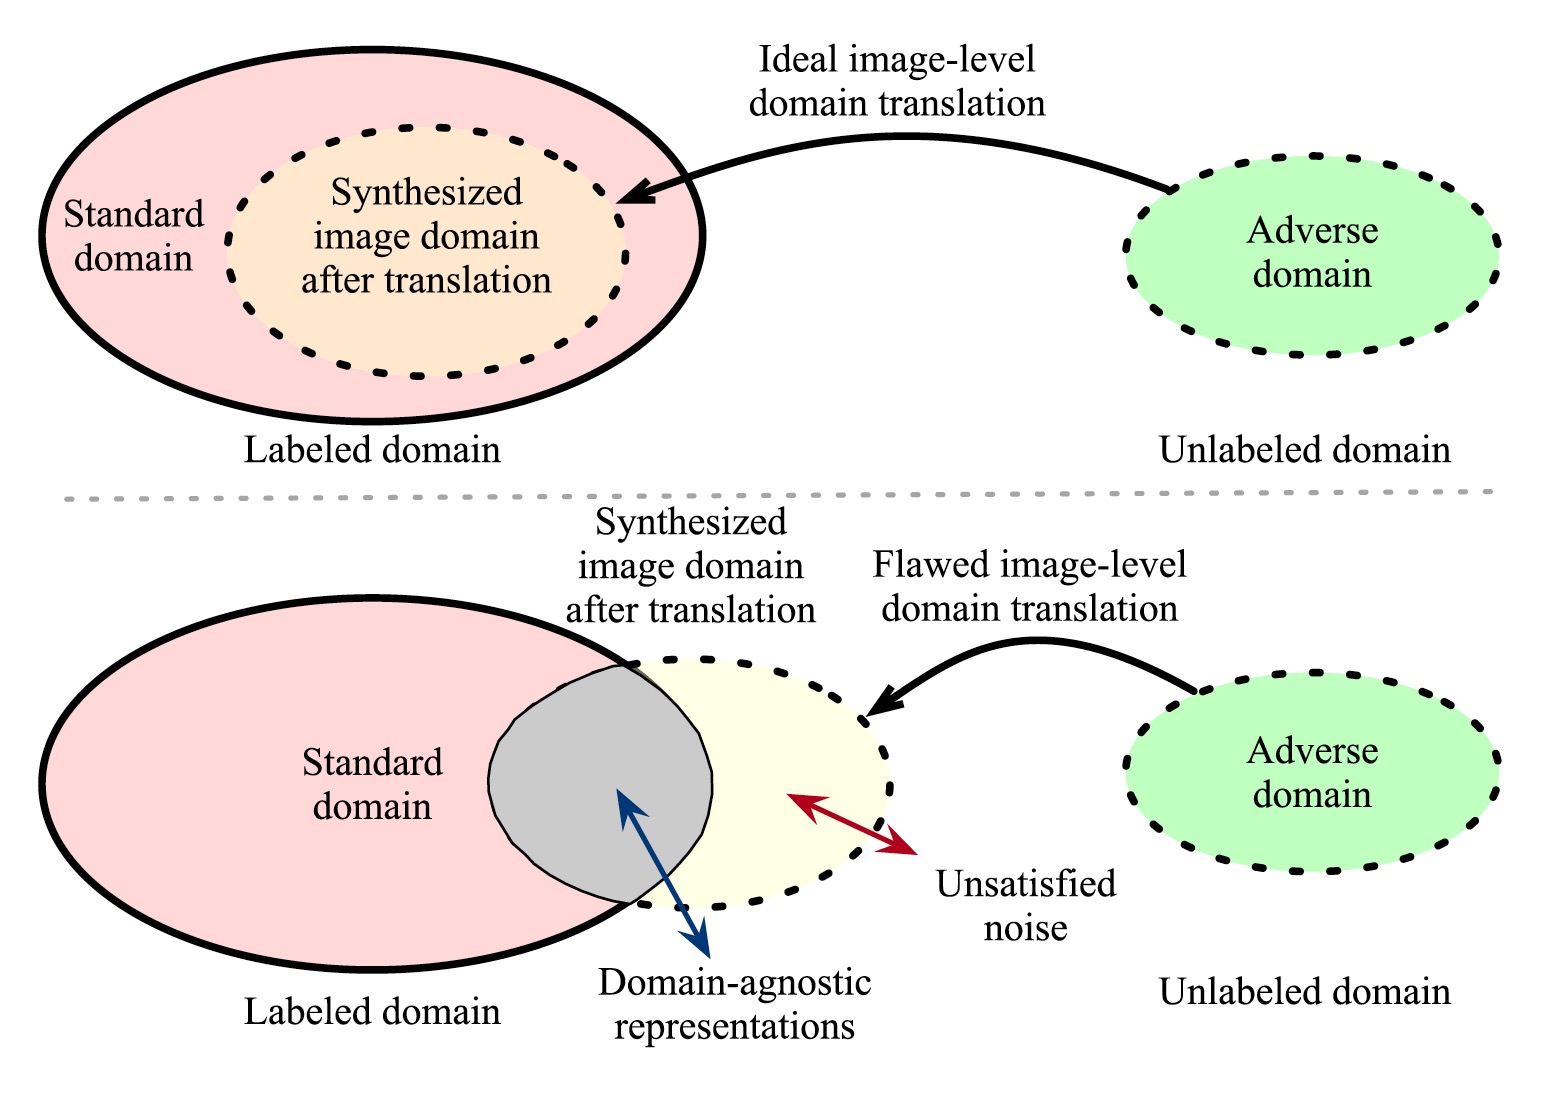 Ideal image-level
domain translation
Standard
domain
Synthesized
image domain
after translation
Adverse
domain
Labeled domain
Unlabeled domain
Synthesized
image domain
after translation
Flawed image-level
domain translation
Standard
domain
Adverse
domain
Unsatisfied
noise
Domain-agnostic
representations
Labeled domain
Unlabeled domain